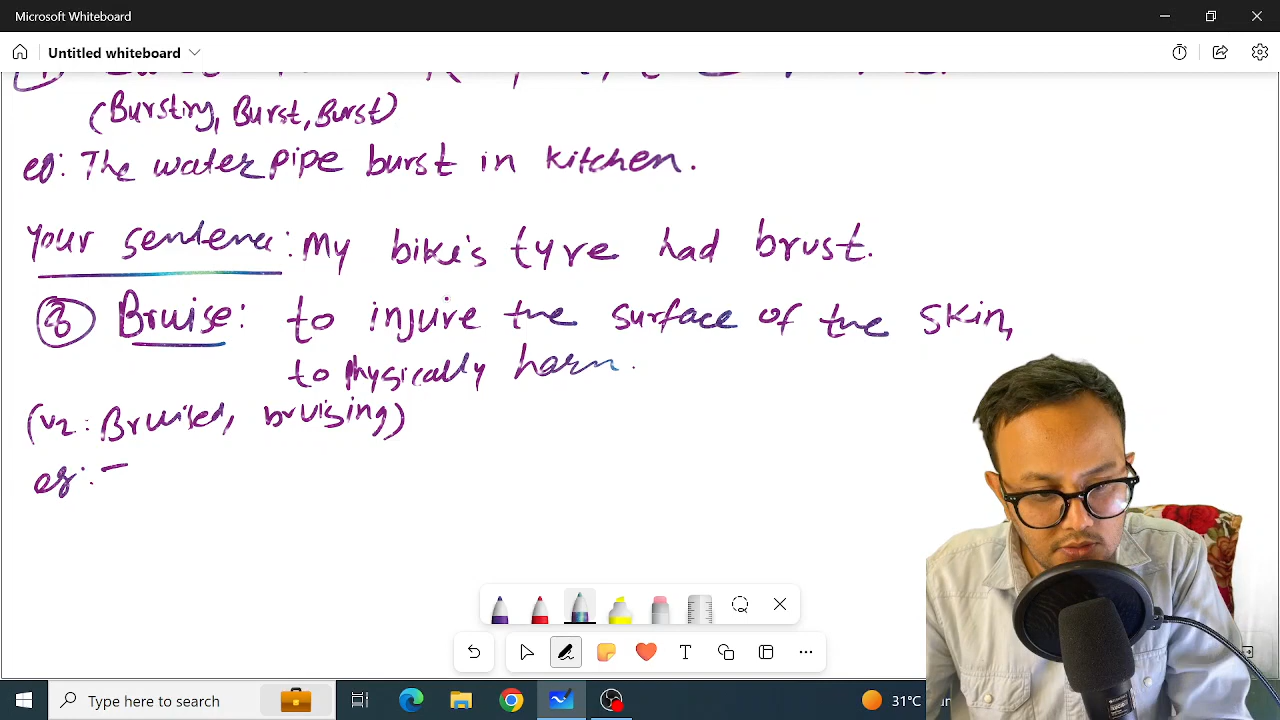 Microsoft Whiteboard
Untitled whiteboard
(Bursting, Burst, Burst)
eg: The water pipe burst in kitchen.
Your sentence: My bike's tyre had brust.
8 Bruise: to injuire the surface of the skin,
to physically harm.
(v2: Bruised, bruising)
eg:
Type here to search
31°C